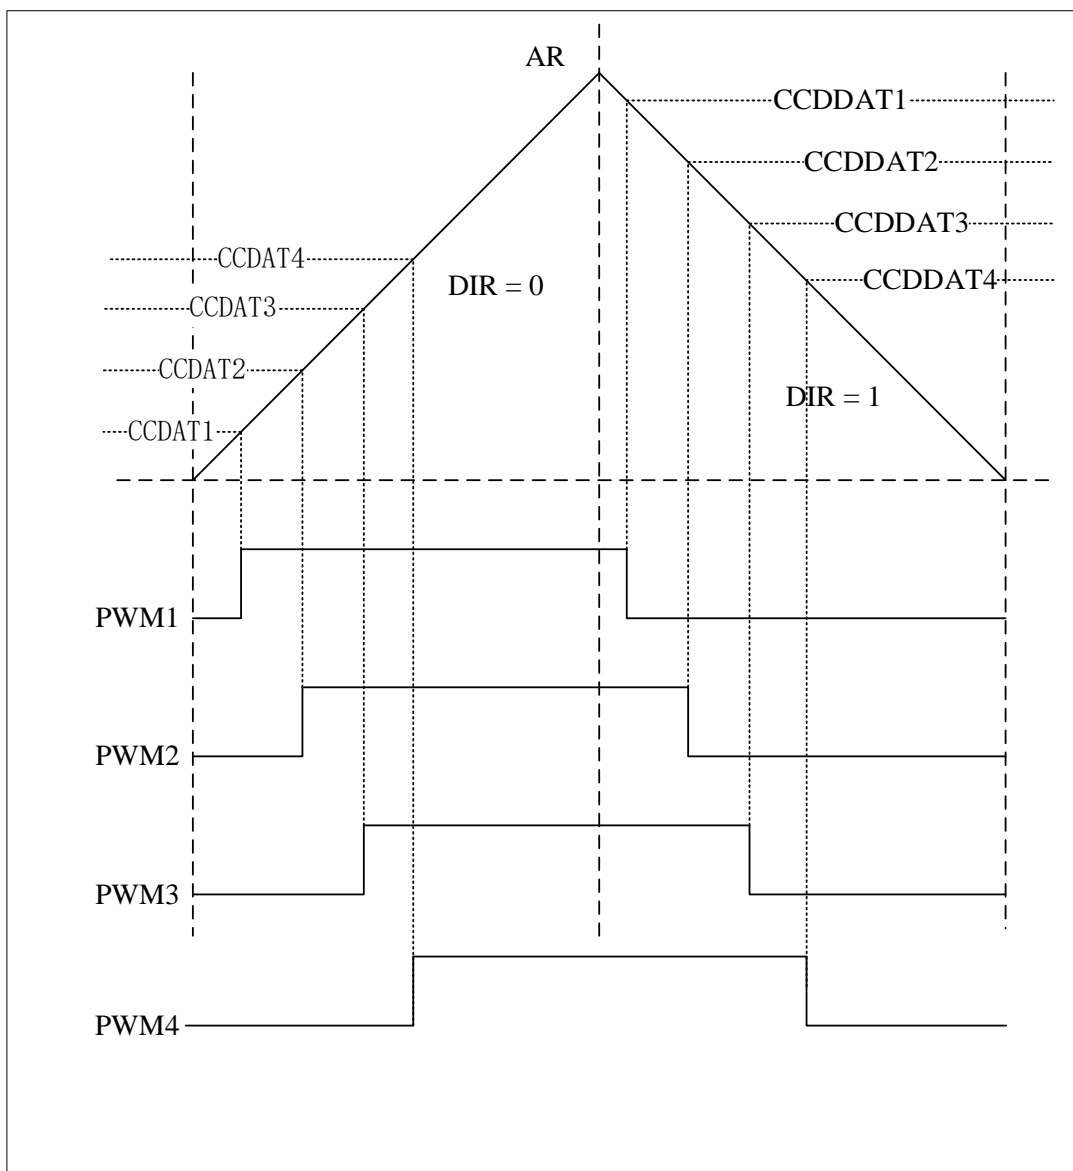 AR
CCDDAT1
CCDDAT2
CCDDAT3
CCDAT4
CCDDAT4
DIR = 0
CCDAT3
CCDAT2
DIR = 1
CCDAT1
PWM1
PWM2
PWM3
PWM4